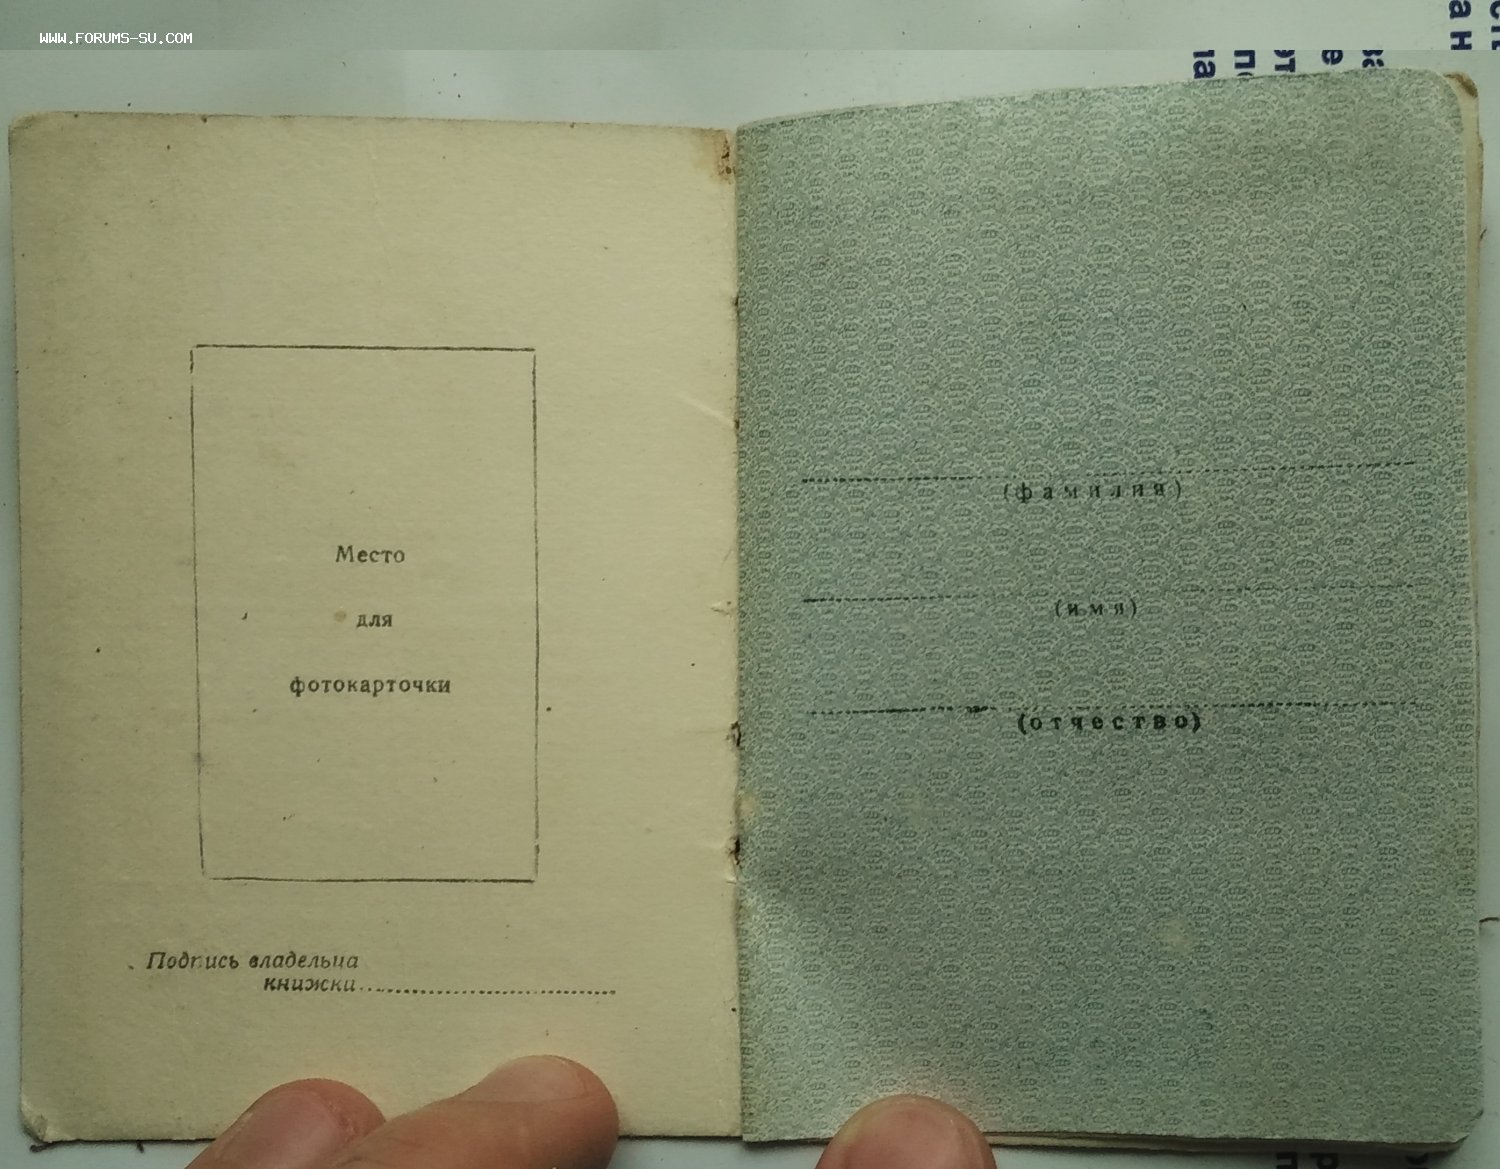 WWW.FORUMS-SU.COM
Место
для
фотокарточки
Подпись владельца
книжки
(фамилия)
(имя)
(отчество)